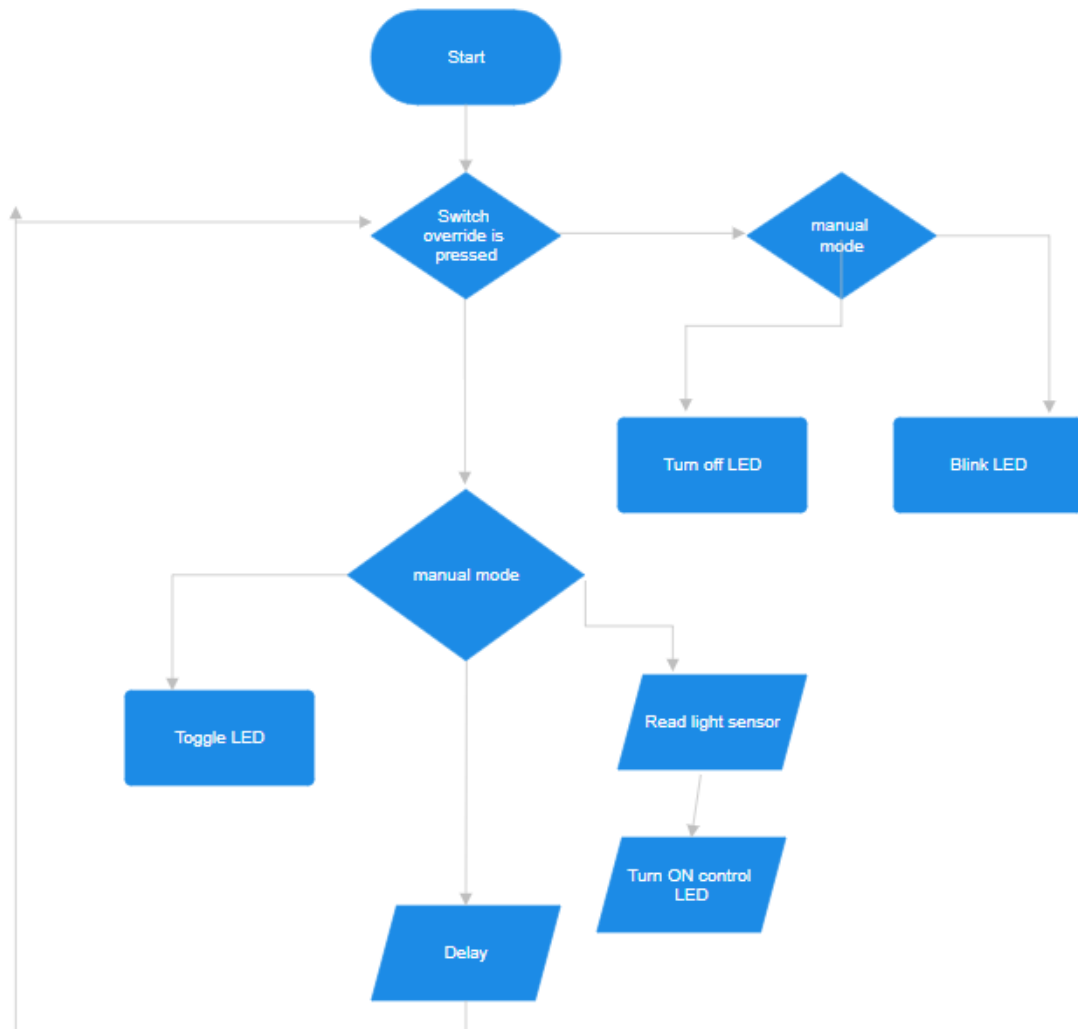 Start
Switch
override is
pressed
manual
mode
Turn off LED
Blink LED
manual mode
Toggle LED
Read light sensor
Turn ON control
LED
Delay